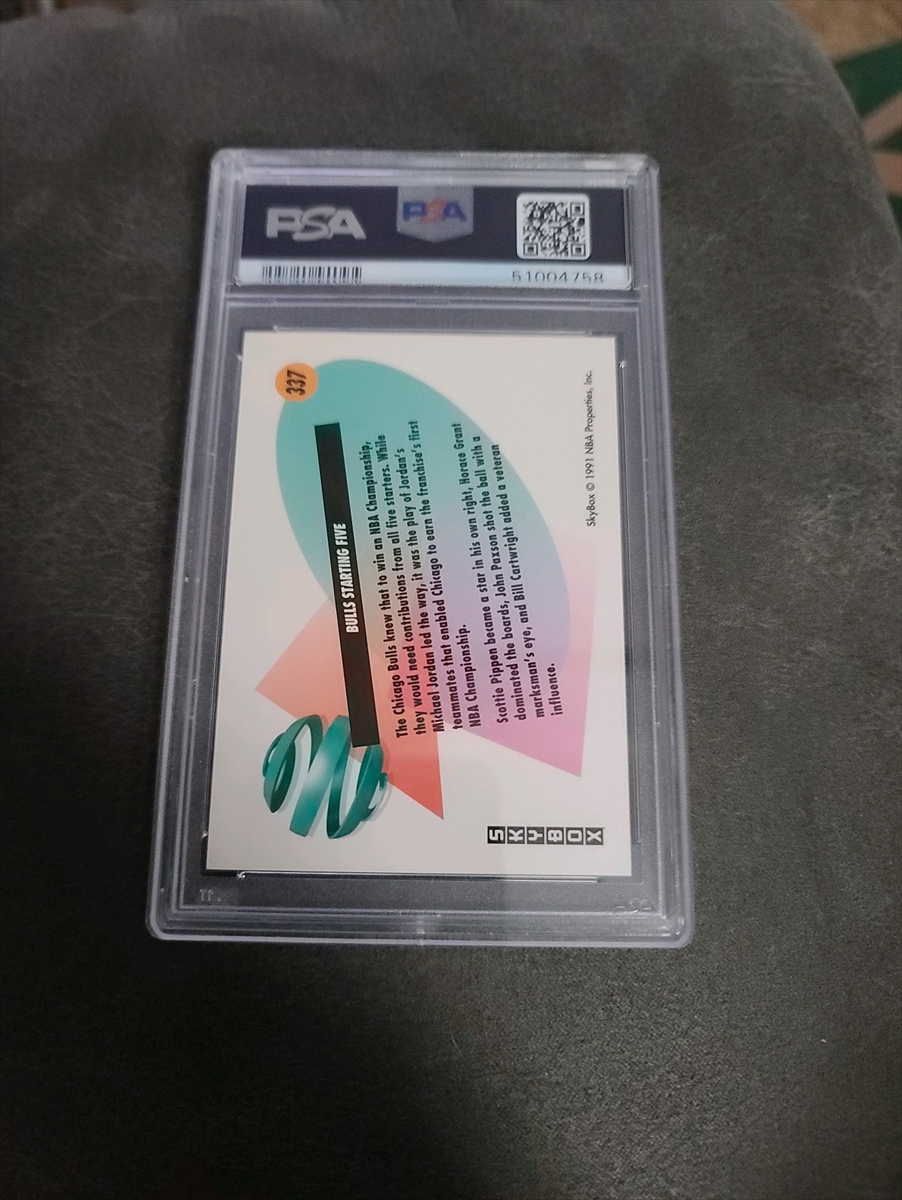 PSA
PSA
51004758
337
BULLS STARTING FIVE
The Chicago Bulls knew that to win an NBA Championship,
they would need contributions from all five starters. While
Michael Jordan led the way, it was the play of Jordan's
teammates that enabled Chicago to earn the franchise's first
NBA Championship.
Scottie Pippen became a star in his own right, Horace Grant
dominated the boards, John Paxson shot the ball with a
marksman's eye, and Bill Cartwright added a veteran
influence.
SKYBOX
SkyBox © 1991 NBA Properties, Inc.